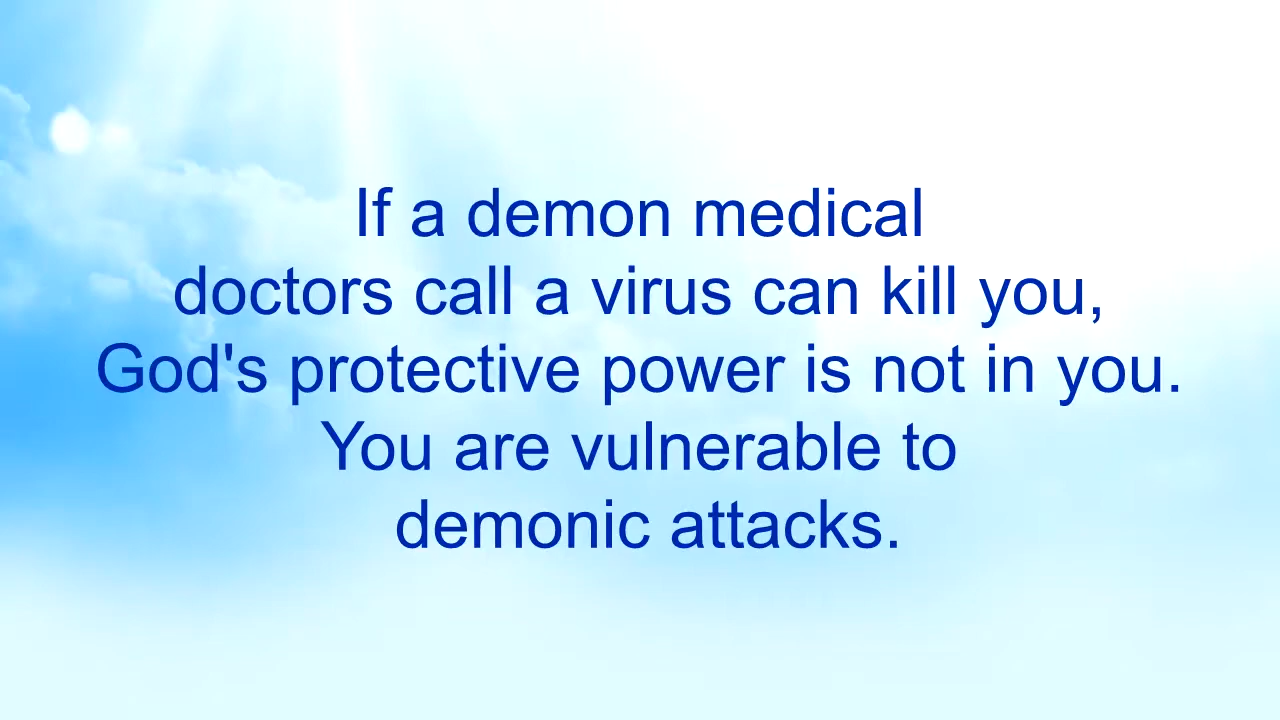 If a demon medical
doctors call a virus can kill you,
God's protective power is not in you.
You are vulnerable to
demonic attacks.